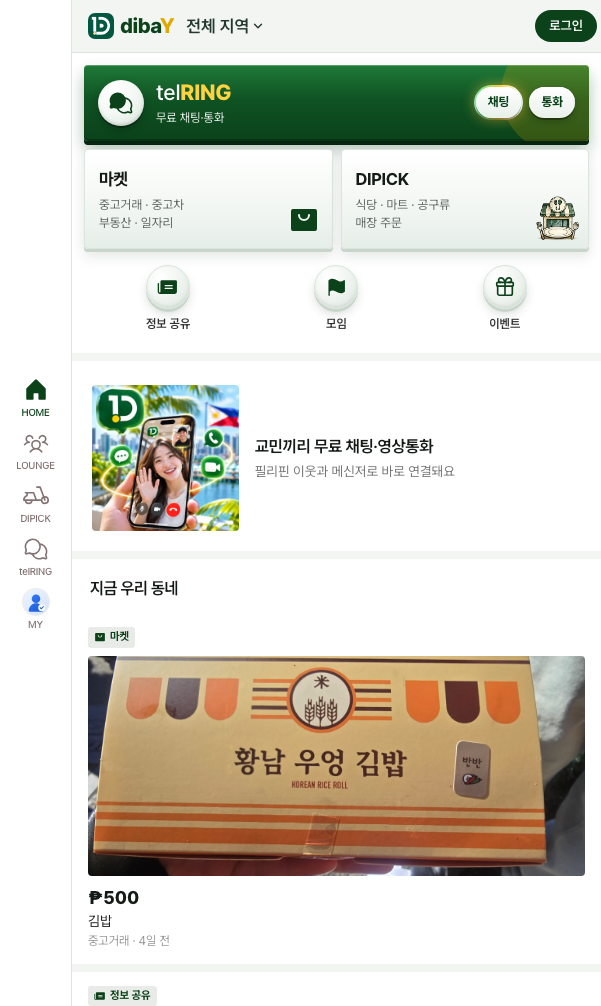 dibaY 전체 지역
로그인
telRING
무료 채팅·통화
채팅
통화
마켓
중고거래 · 중고차
부동산 · 일자리
DIPICK
식당 · 마트 · 공구류
매장 주문
정보 공유
모임
이벤트
HOME
LOUNGE
DIPICK
telRING
MY
교민끼리 무료 채팅·영상통화
필리핀 이웃과 메신저로 바로 연결돼요
지금 우리 동네
마켓
米
황남 우엉 김밥
KOREAN RICE ROLL
반반
₱500
김밥
중고거래 · 4일 전
정보 공유